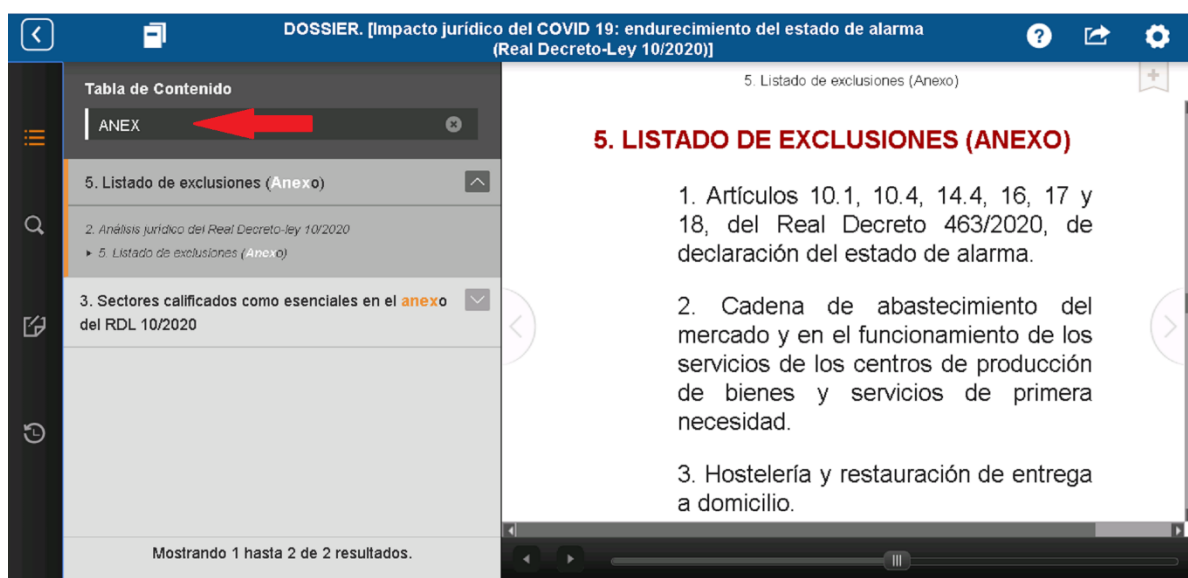 DOSSIER. [Impacto jurídico del COVID 19: endurecimiento del estado de alarma
(Real Decreto-Ley 10/2020)]
?
Tabla de Contenido
ANEX
5. Listado de exclusiones (Anexo)
2. Análisis jurídico del Real Decreto-ley 10/2020
▸ 5. Listado de exclusiones (Anexo)
3. Sectores calificados como esenciales en el anexo
del RDL 10/2020
Mostrando 1 hasta 2 de 2 resultados.
5. Listado de exclusiones (Anexo)
5. LISTADO DE EXCLUSIONES (ANEXO)
1. Artículos 10.1, 10.4, 14.4, 16, 17 y
18, del Real Decreto 463/2020, de
declaración del estado de alarma.
2. Cadena de abastecimiento del
mercado y en el funcionamiento de los
servicios de los centros de producción
de bienes y servicios de primera
necesidad.
3. Hostelería y restauración de entrega
a domicilio.